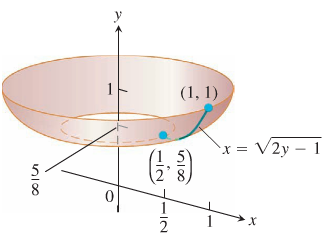 y
1
(1, 1)
x = √2y − 1
(1/2, 5/8)
5/8
0
1/2
1
x